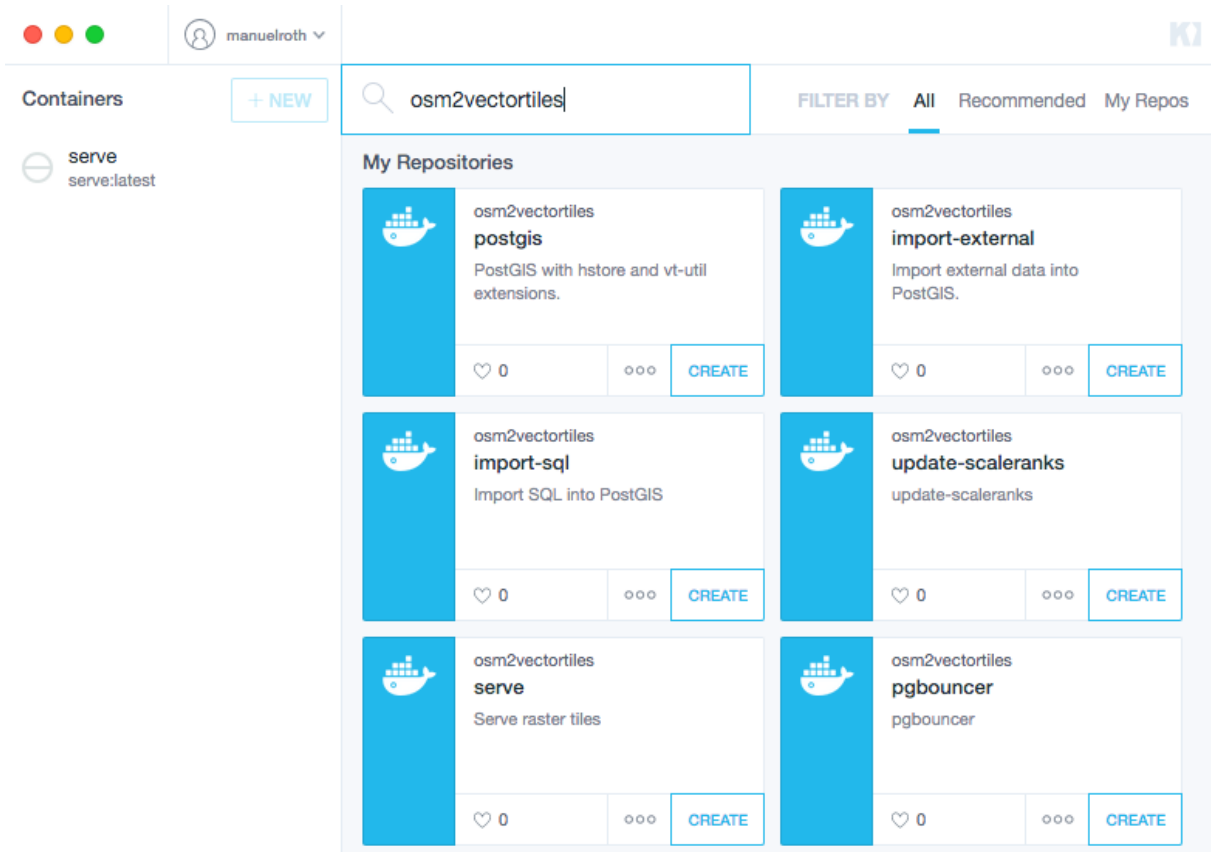 manuelroth
Containers
+ NEW
osm2vectortiles
FILTER BY All Recommended My Repos
serve
serve:latest
My Repositories
osm2vectortiles
postgis
PostGIS with hstore and vt-util
extensions.
0
CREATE
osm2vectortiles
import-external
Import external data into
PostGIS.
0
CREATE
osm2vectortiles
import-sql
Import SQL into PostGIS
0
CREATE
osm2vectortiles
update-scaleranks
update-scaleranks
0
CREATE
osm2vectortiles
serve
Serve raster tiles
0
CREATE
osm2vectortiles
pgbouncer
pgbouncer
0
CREATE